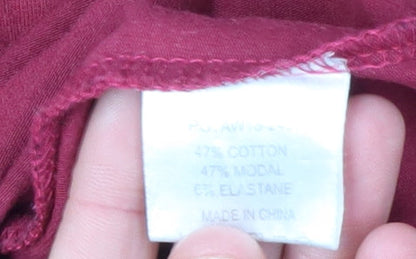 47% COTTON
47% MODAL
6% ELASTANE
MADE IN CHINA